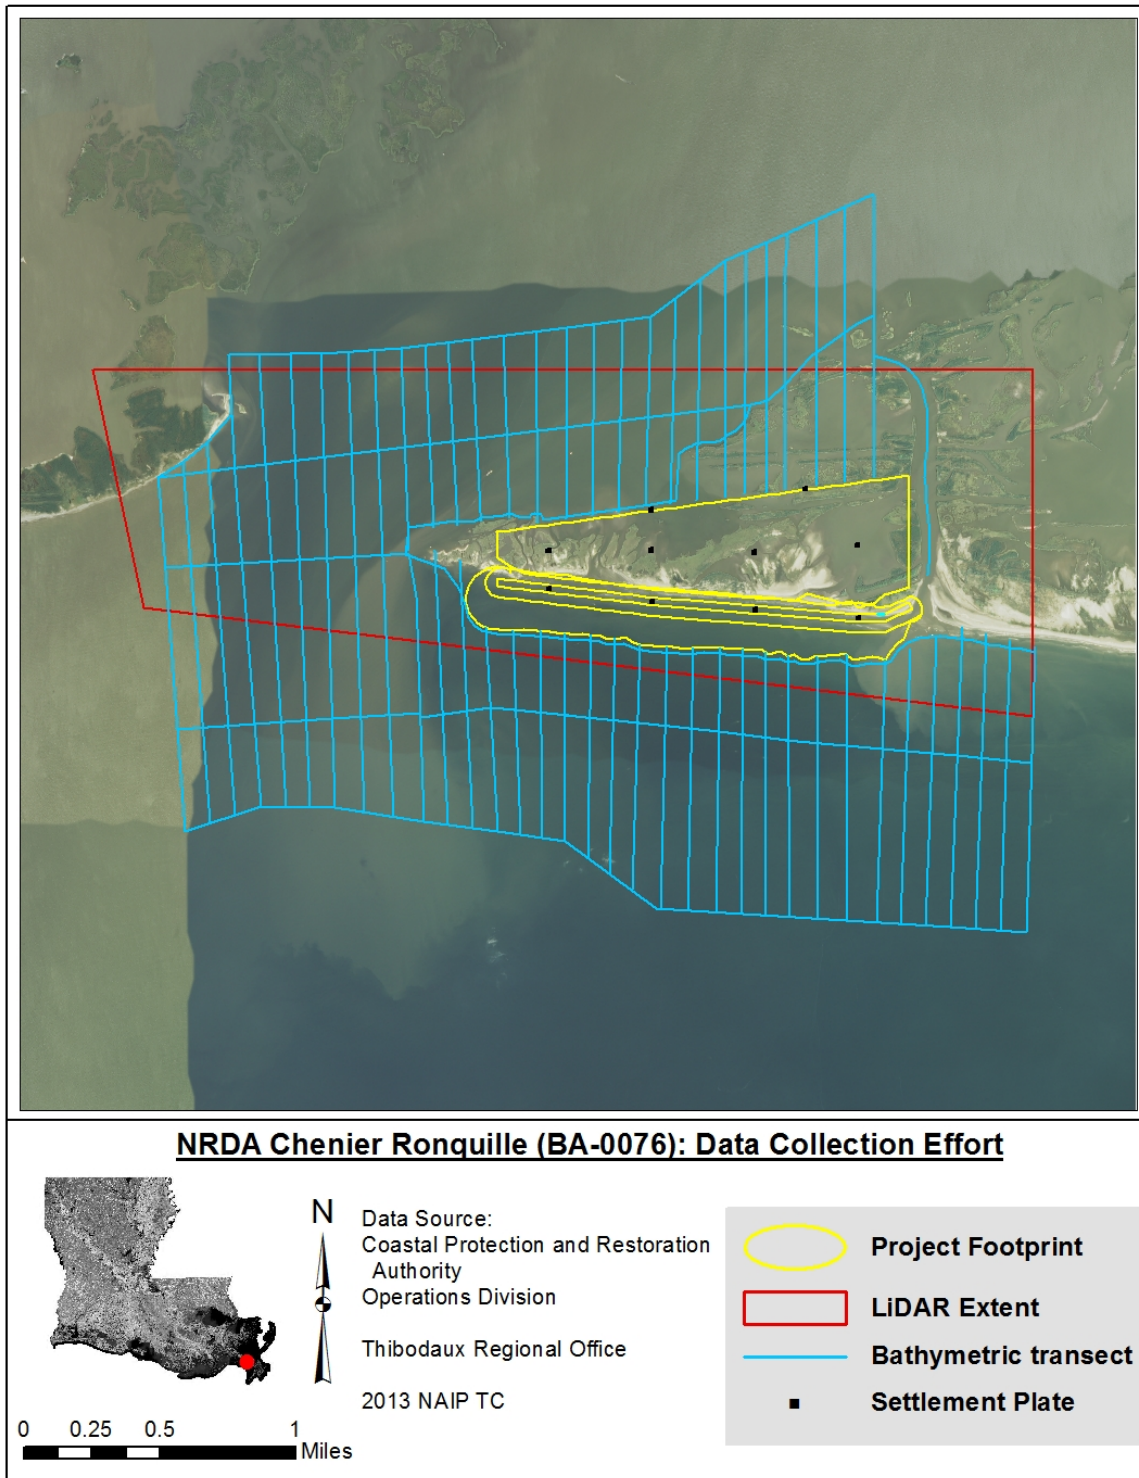 NRDA Chenier Ronquille (BA-0076): Data Collection Effort
N
Data Source:
Coastal Protection and Restoration
Authority
Operations Division
Thibodaux Regional Office
2013 NAIP TC
0 0.25 0.5 1
Miles
Project Footprint
LiDAR Extent
Bathymetric transect
Settlement Plate